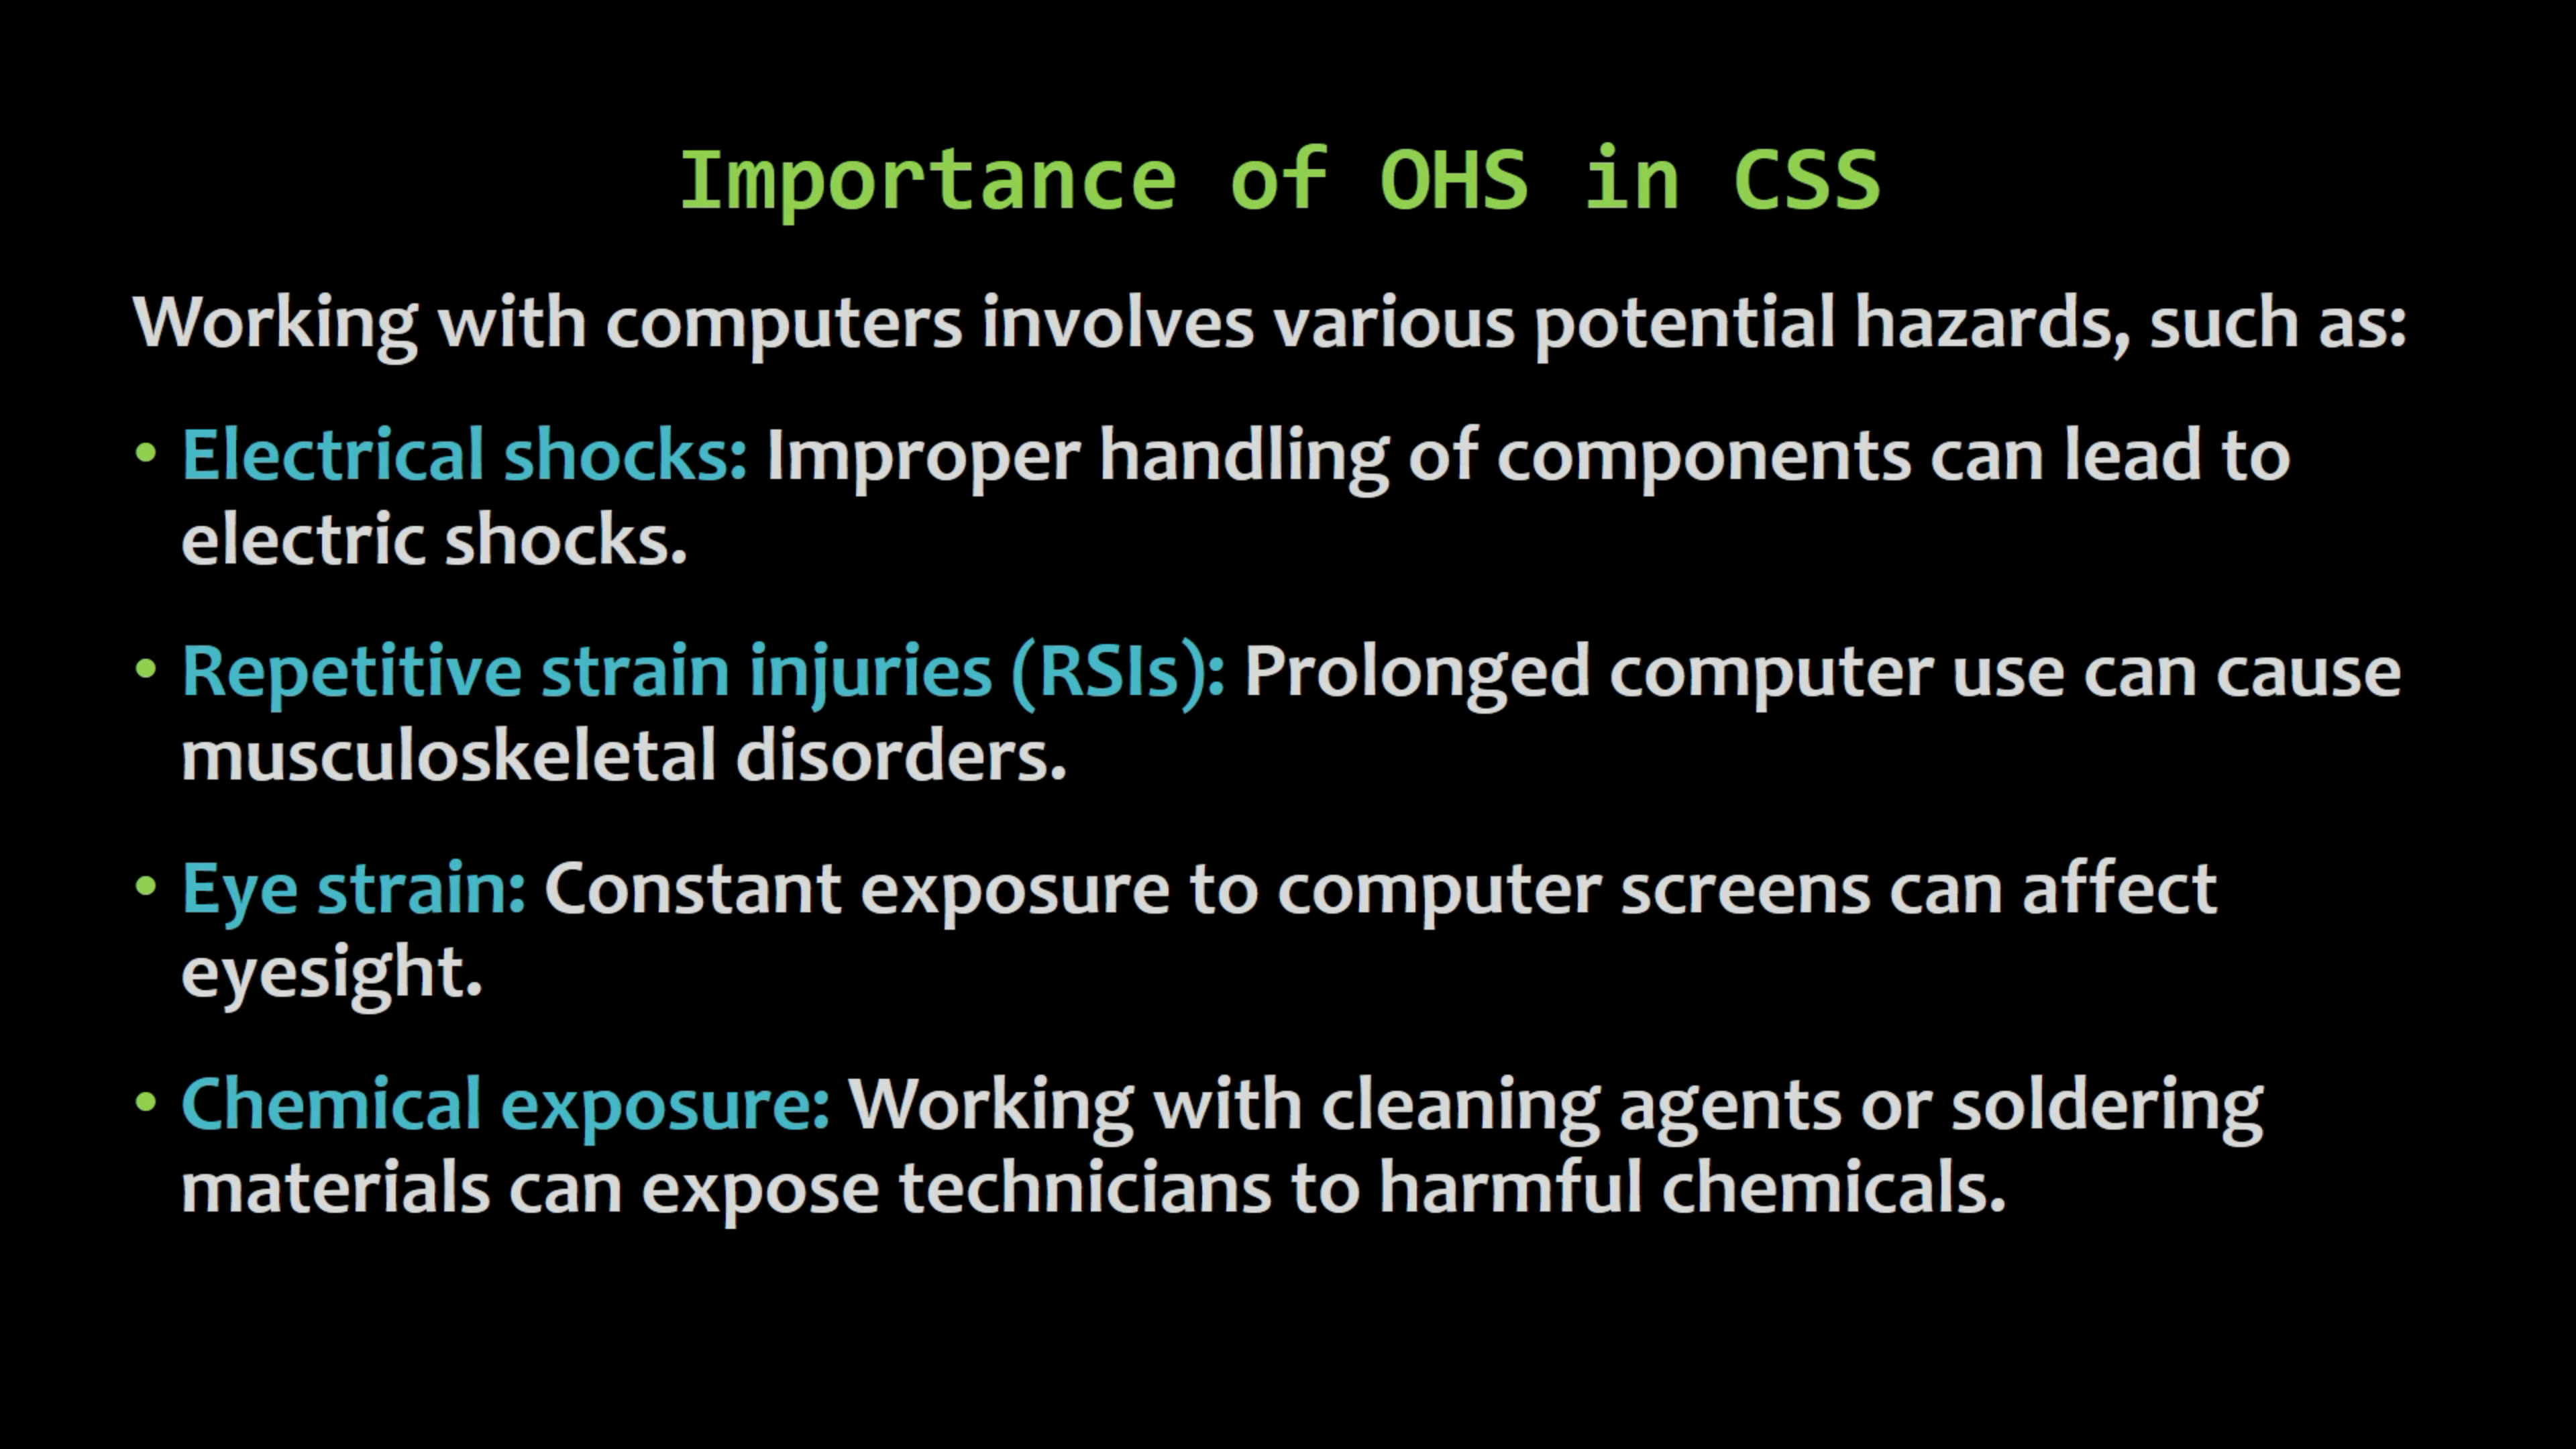 Importance of OHS in CSS
Working with computers involves various potential hazards, such as:
• Electrical shocks: Improper handling of components can lead to
electric shocks.
• Repetitive strain injuries (RSIs): Prolonged computer use can cause
musculoskeletal disorders.
• Eye strain: Constant exposure to computer screens can affect
eyesight.
• Chemical exposure: Working with cleaning agents or soldering
materials can expose technicians to harmful chemicals.